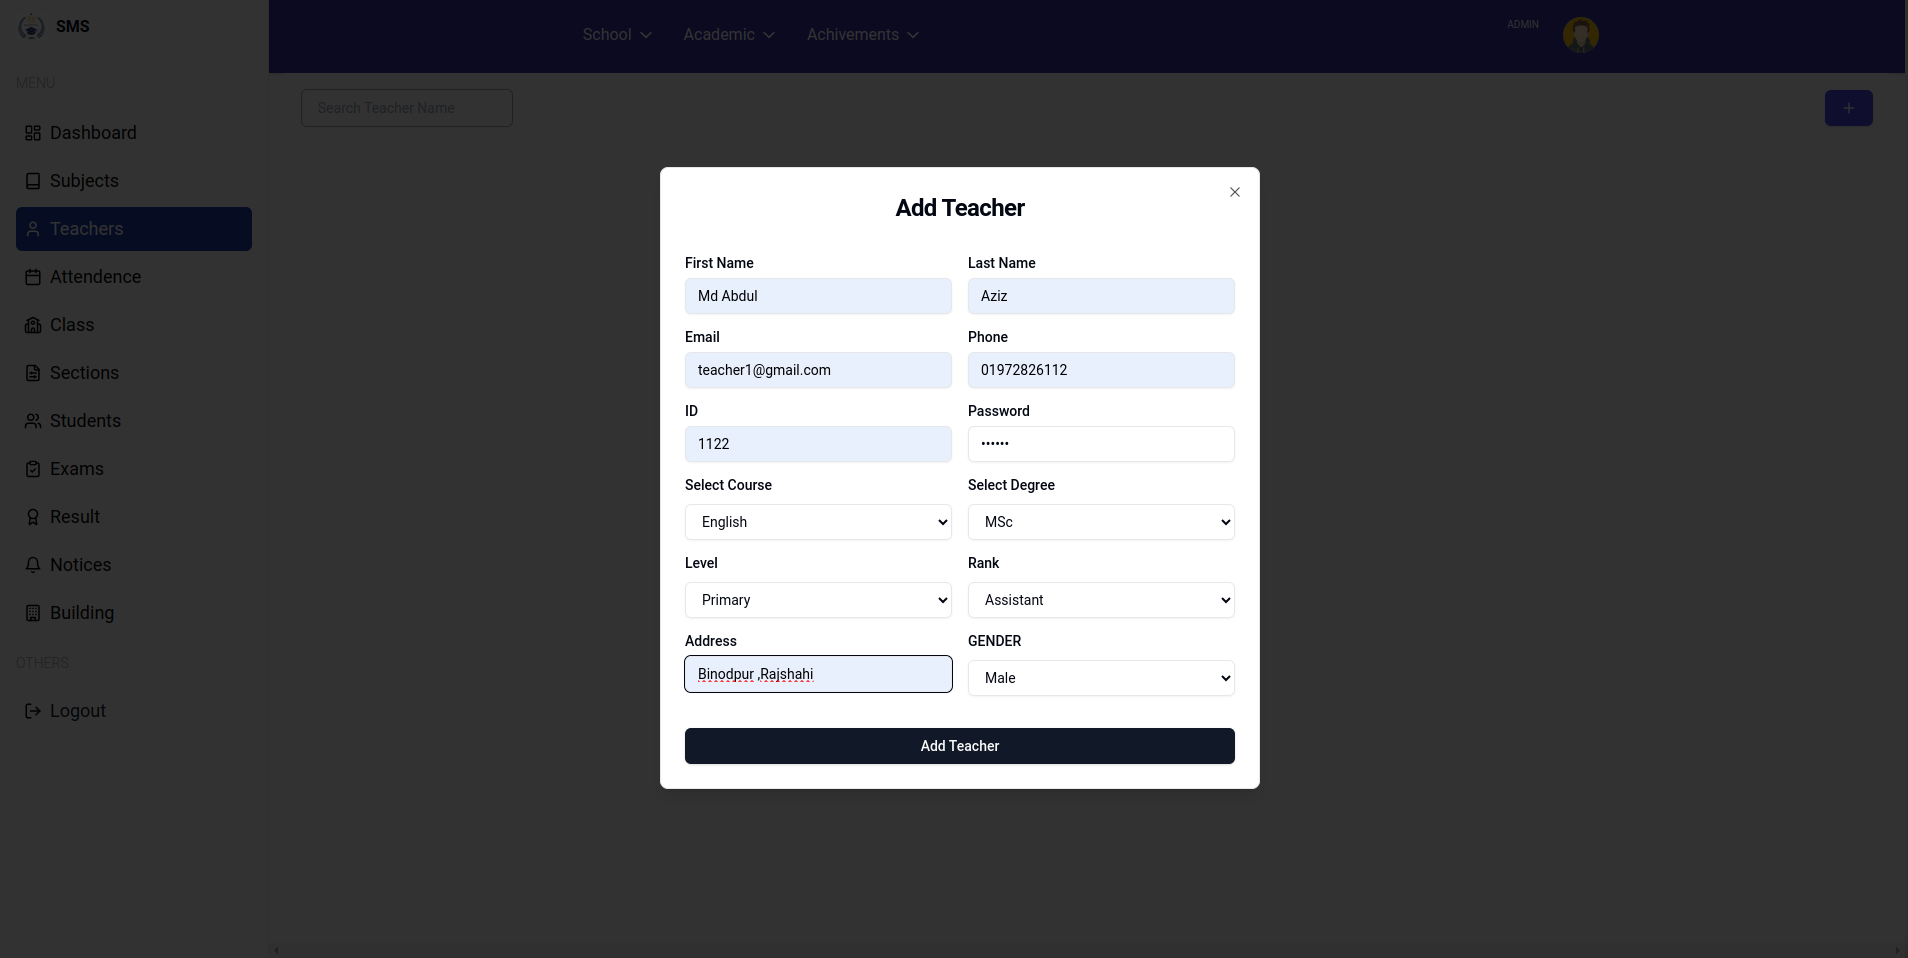 SMS
School Academic Achivements ADMIN
MENU
Search Teacher Name +
Dashboard
Subjects
Teachers
Attendence
Class
Sections
Students
Exams
Result
Notices
Building
OTHERS
Logout
Add Teacher
First Name Last Name
Md Abdul Aziz
Email Phone
teacher1@gmail.com 01972826112
ID Password
1122 ••••••
Select Course Select Degree
English MSc
Level Rank
Primary Assistant
Address GENDER
Binodpur ,Rajshahi Male
Add Teacher